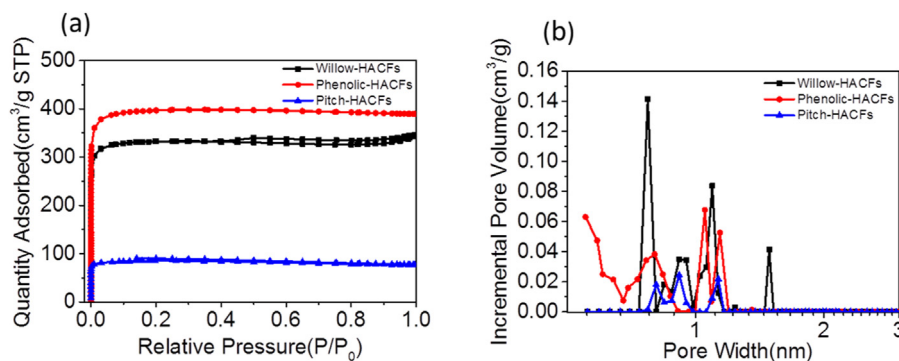 (a)
Quantity Adsorbed(cm³/g STP)
500
400
300
200
100
0
Willow-HACFs
Phenolic-HACFs
Pitch-HACFs
0.0 0.2 0.4 0.6 0.8 1.0
Relative Pressure(P/P₀)
(b)
Incremental Pore Volume(cm³/g)
0.16
0.14
0.12
0.10
0.08
0.06
0.04
0.02
0.00
Willow-HACFs
Phenolic-HACFs
Pitch-HACFs
1 2 3
Pore Width(nm)